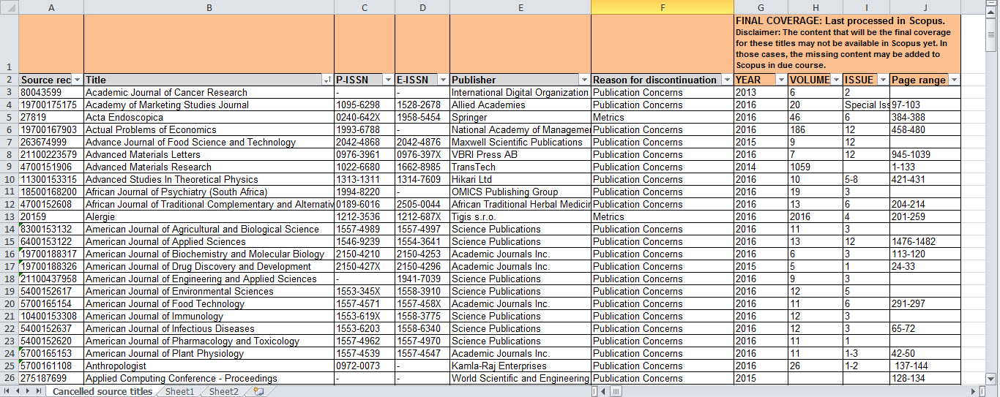 A B C D E F G H I J
1 FINAL COVERAGE: Last processed in Scopus.
Disclaimer: The content that will be the final coverage
for these titles may not be available in Scopus yet. In
those cases, the missing content may be added to
Scopus in due course.
2 Source rec Title P-ISSN E-ISSN Publisher Reason for discontinuation YEAR VOLUME ISSUE Page range
3 80043599 Academic Journal of Cancer Research - - International Digital Organization Publication Concerns 2013 6 2
4 19700175175 Academy of Marketing Studies Journal 1095-6298 1528-2678 Allied Academies Publication Concerns 2016 20 Special Iss 97-103
5 27819 Acta Endoscopica 0240-642X 1958-5454 Springer Metrics 2016 46 6 384-388
6 19700167903 Actual Problems of Economics 1993-6788 - National Academy of Managemen Publication Concerns 2016 186 12 458-480
7 263674999 Advance Journal of Food Science and Technology 2042-4868 2042-4876 Maxwell Scientific Publications Publication Concerns 2015 9 12
8 21100223579 Advanced Materials Letters 0976-3961 0976-397X VBRI Press AB Publication Concerns 2016 7 12 945-1039
9 4700151906 Advanced Materials Research 1022-6680 1662-8985 TransTech Publication Concerns 2014 1059 1-133
10 11300153315 Advanced Studies In Theoretical Physics 1313-1311 1314-7609 Hikari Ltd Publication Concerns 2016 10 5-8 421-431
11 18500168200 African Journal of Psychiatry (South Africa) 1994-8220 - OMICS Publishing Group Publication Concerns 2016 19 3
12 4700152608 African Journal of Traditional Complementary and Alternativ 0189-6016 2505-0044 African Traditional Herbal Medicin Publication Concerns 2016 13 6 204-214
13 20159 Alergie 1212-3536 1212-687X Tigis s.r.o. Metrics 2016 2016 4 201-259
14 8300153132 American Journal of Agricultural and Biological Science 1557-4989 1557-4997 Science Publications Publication Concerns 2016 11 3
15 6400153122 American Journal of Applied Sciences 1546-9239 1554-3641 Science Publications Publication Concerns 2016 13 12 1476-1482
16 19700188317 American Journal of Biochemistry and Molecular Biology 2150-4210 2150-4253 Academic Journals Inc. Publication Concerns 2016 6 3 113-120
17 19700188326 American Journal of Drug Discovery and Development 2150-427X 2150-4296 Academic Journals Inc. Publication Concerns 2015 5 1 24-33
18 21100437958 American Journal of Engineering and Applied Sciences - 1941-7039 Science Publications Publication Concerns 2016 9 3
19 5400152617 American Journal of Environmental Sciences 1553-345X 1558-3910 Science Publications Publication Concerns 2016 12 5
20 5700165154 American Journal of Food Technology 1557-4571 1557-458X Academic Journals Inc. Publication Concerns 2016 11 6 291-297
21 10400153308 American Journal of Immunology 1553-619X 1558-3775 Science Publications Publication Concerns 2016 12 3
22 5400152637 American Journal of Infectious Diseases 1553-6203 1558-6340 Science Publications Publication Concerns 2016 12 3 65-72
23 5400152620 American Journal of Pharmacology and Toxicology 1557-4962 1557-4970 Science Publications Publication Concerns 2016 11 1
24 5700165153 American Journal of Plant Physiology 1557-4539 1557-4547 Academic Journals Inc. Publication Concerns 2016 11 1-3 42-50
25 5700161108 Anthropologist 0972-0073 - Kamla-Raj Enterprises Publication Concerns 2016 26 1-2 137-144
26 275187699 Applied Computing Conference - Proceedings - - World Scientific and Engineering Publication Concerns 2015 128-134
Cancelled source titles Sheet1 Sheet2